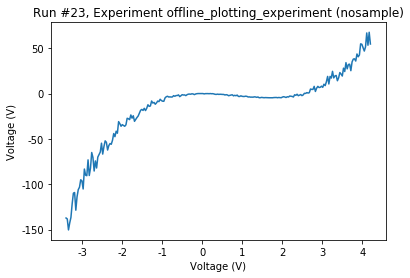 Run #23, Experiment offline_plotting_experiment (nosample)
Voltage (V)
50
0
-50
-100
-150
-3 -2 -1 0 1 2 3 4
Voltage (V)